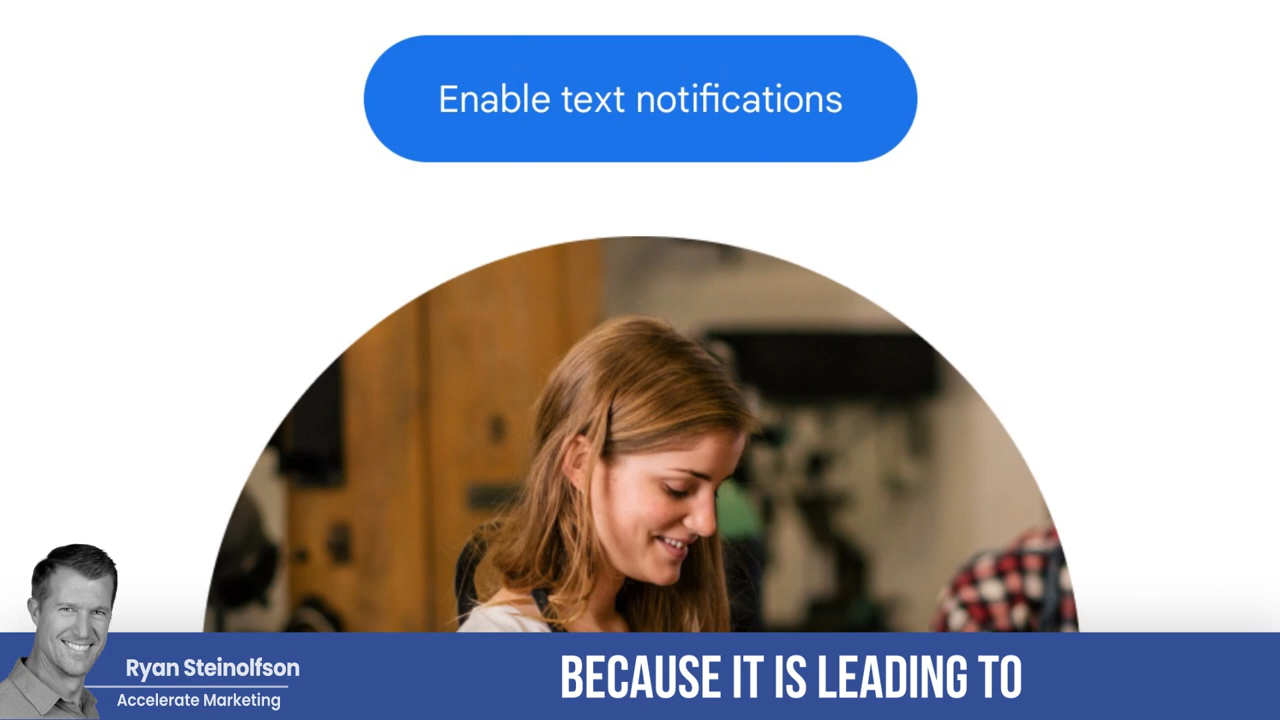 Enable text notifications
Ryan Steinolfson
Accelerate Marketing
BECAUSE IT IS LEADING TO